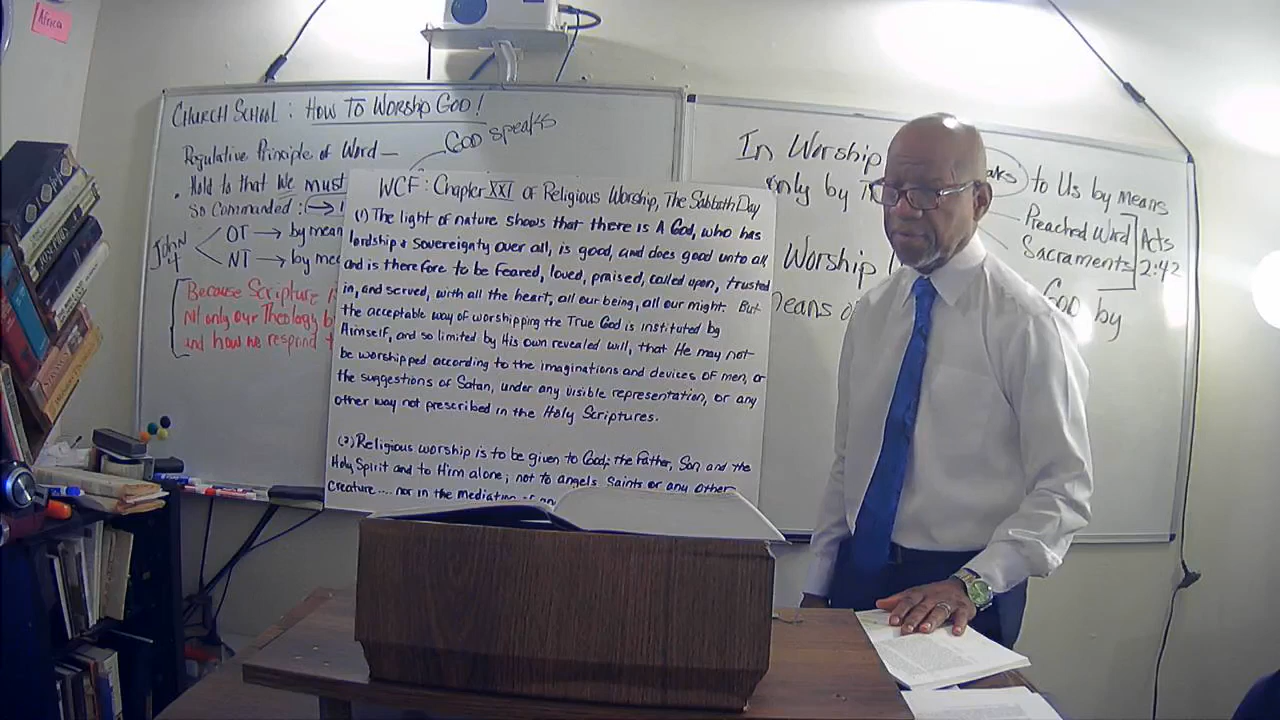 Africa
CHURCH SCHOOL: HOW TO WORSHIP GOD!
Regulative Principle of Word —
GOD speaks
Hold to that We must
so Commanded:
John 4
OT → by
NT → by
Because Scripture
Not only our Theology
and how we respond
WCF: Chapter XXI of Religious Worship, The Sabbath Day
(1) The light of nature shows that there is A God, who has
lordship & sovereignty over all, is good, and does good unto all,
and is therefore to be feared, loved, praised, called upon, trusted
in, and served, with all the heart, all our being, all our might. But
the acceptable way of worshipping the True God is instituted by
Himself, and so limited by His own revealed will, that He may not
be worshipped according to the imaginations and devices of men, or
the suggestions of Satan, under any visible representation, or any
other way not prescribed in the Holy Scriptures.
(2) Religious worship is to be given to God; the Father, Son and the
Holy Spirit and to Him alone; not to angels Saints or any Other
Creature.... nor in the mediation of
In Worship
to Us by Means
only by
Preached Word
Sacraments
Acts
2:42
Worship
God by